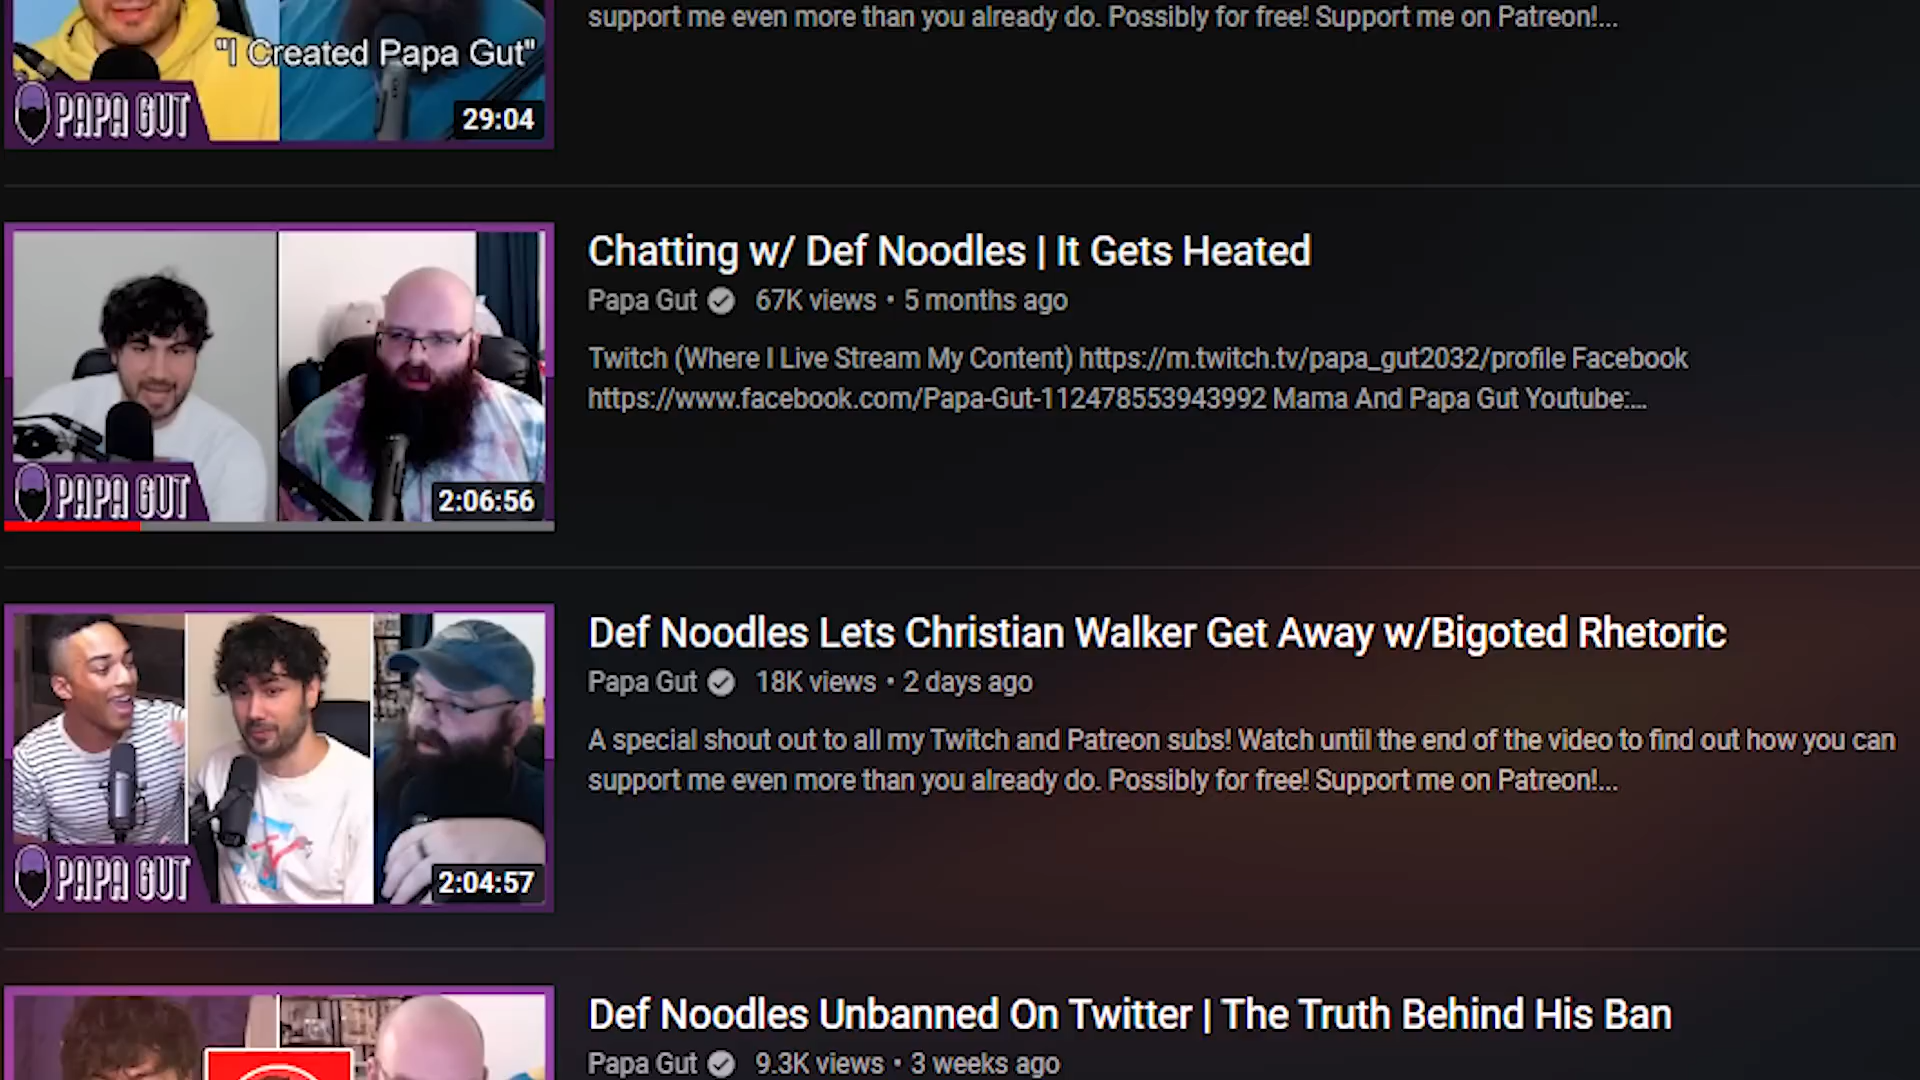 support me even more than you already do. Possibly for free! Support me on Patreon!...
"I Created Papa Gut"
PAPA GUT
29:04
Chatting w/ Def Noodles | It Gets Heated
Papa Gut 67K views • 5 months ago
Twitch (Where I Live Stream My Content) https://m.twitch.tv/papa_gut2032/profile Facebook
https://www.facebook.com/Papa-Gut-112478553943992 Mama And Papa Gut Youtube:...
PAPA GUT
2:06:56
Def Noodles Lets Christian Walker Get Away w/Bigoted Rhetoric
Papa Gut 18K views • 2 days ago
A special shout out to all my Twitch and Patreon subs! Watch until the end of the video to find out how you can
support me even more than you already do. Possibly for free! Support me on Patreon!...
PAPA GUT
2:04:57
Def Noodles Unbanned On Twitter | The Truth Behind His Ban
Papa Gut 9.3K views • 3 weeks ago